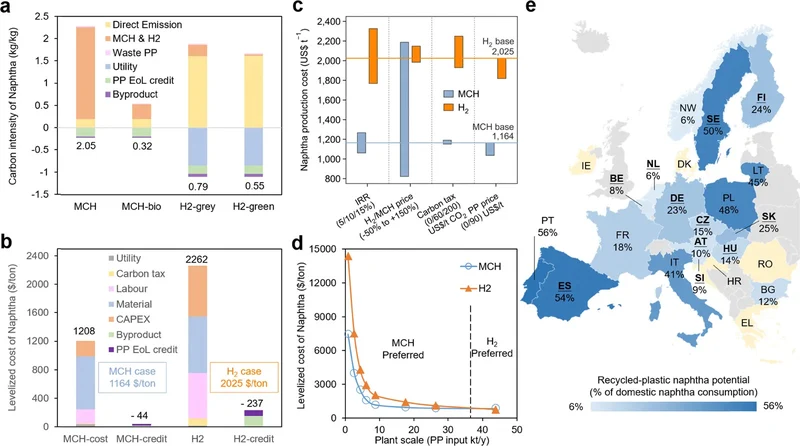 a
Carbon intensity of Naphtha (kg/kg)
2.5
2
1.5
1
0.5
0
-0.5
-1
-1.5
Direct Emission
MCH & H2
Waste PP
Utility
PP EoL credit
Byproduct
2.05
0.32
0.79
0.55
MCH
MCH-bio
H2-grey
H2-green
b
Levelized cost of Naphtha ($/ton)
2400
2000
1600
1200
800
400
0
Utility
Carbon tax
Labour
Material
CAPEX
Byproduct
PP EoL credit
1208
2262
MCH case
1164 $/ton
H2 case
2025 $/ton
- 44
- 237
MCH-cost
MCH-credit
H2
H2-credit
c
Naphtha production cost (US$ t-1)
2,400
2,200
2,000
1,800
1,600
1,400
1,200
1,000
800
H2 base
2,025
MCH
H2
MCH base
1,164
IRR
(5/10/15%)
H2/MCH price
(-50% to +150%)
Carbon tax
(0/60/200)
US$/t CO2
PP price
(0/90) US$/t
d
Levelized cost of Naphtha ($/ton)
15000
12000
9000
6000
3000
0
MCH
H2
MCH
Preferred
H2
Preferred
0
10
20
30
40
50
Plant scale (PP input kt/y)
e
FI
24%
NW
6%
SE
50%
IE
NL
6%
DK
LT
45%
BE
8%
DE
23%
PL
48%
CZ
15%
SK
25%
PT
56%
FR
18%
AT
10%
HU
14%
IT
41%
RO
ES
54%
SI
9%
HR
BG
12%
EL
Recycled-plastic naphtha potential
(% of domestic naphtha consumption)
6%
56%